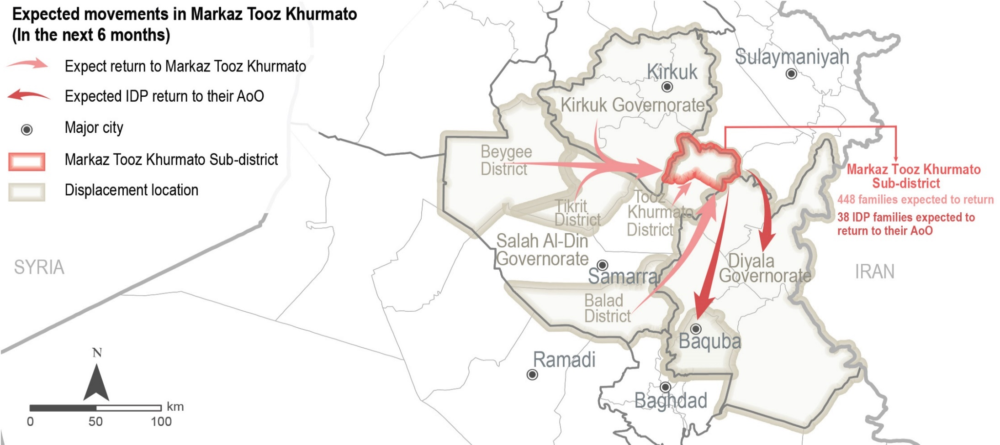 Expected movements in Markaz Tooz Khurmato
(In the next 6 months)
Expect return to Markaz Tooz Khurmato
Expected IDP return to their AoO
Major city
Markaz Tooz Khurmato Sub-district
Displacement location
Sulaymaniyah
Kirkuk
Kirkuk Governorate
Beygee
District
Markaz Tooz Khurmato
Sub-district
448 families expected to return
38 IDP families expected to
return to their AoO
Tikrit
District
Tooz
Khurmato
District
Salah Al-Din
Governorate
Samarra
Diyala
Governorate
SYRIA
IRAN
Balad
District
Baquba
Ramadi
Baghdad
N
km
0 50 100